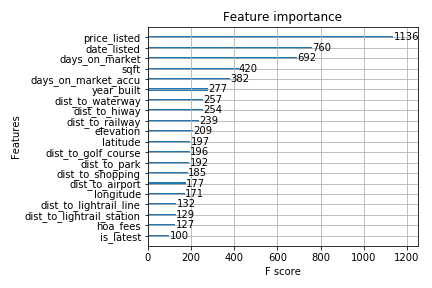 Feature importance
price_listed 1136
date_listed 760
days_on_market 692
sqft 420
days_on_market_accu 382
year_built 277
dist_to_waterway 257
dist_to_hiway 254
dist_to_railway 239
elevation 209
latitude 197
dist_to_golf_course 196
dist_to_park 192
dist_to_shopping 185
dist_to_airport 177
longitude 171
dist_to_lightrail_line 132
dist_to_lightrail_station 129
hoa_fees 127
is_latest 100
Features
0 200 400 600 800 1000 1200
F score